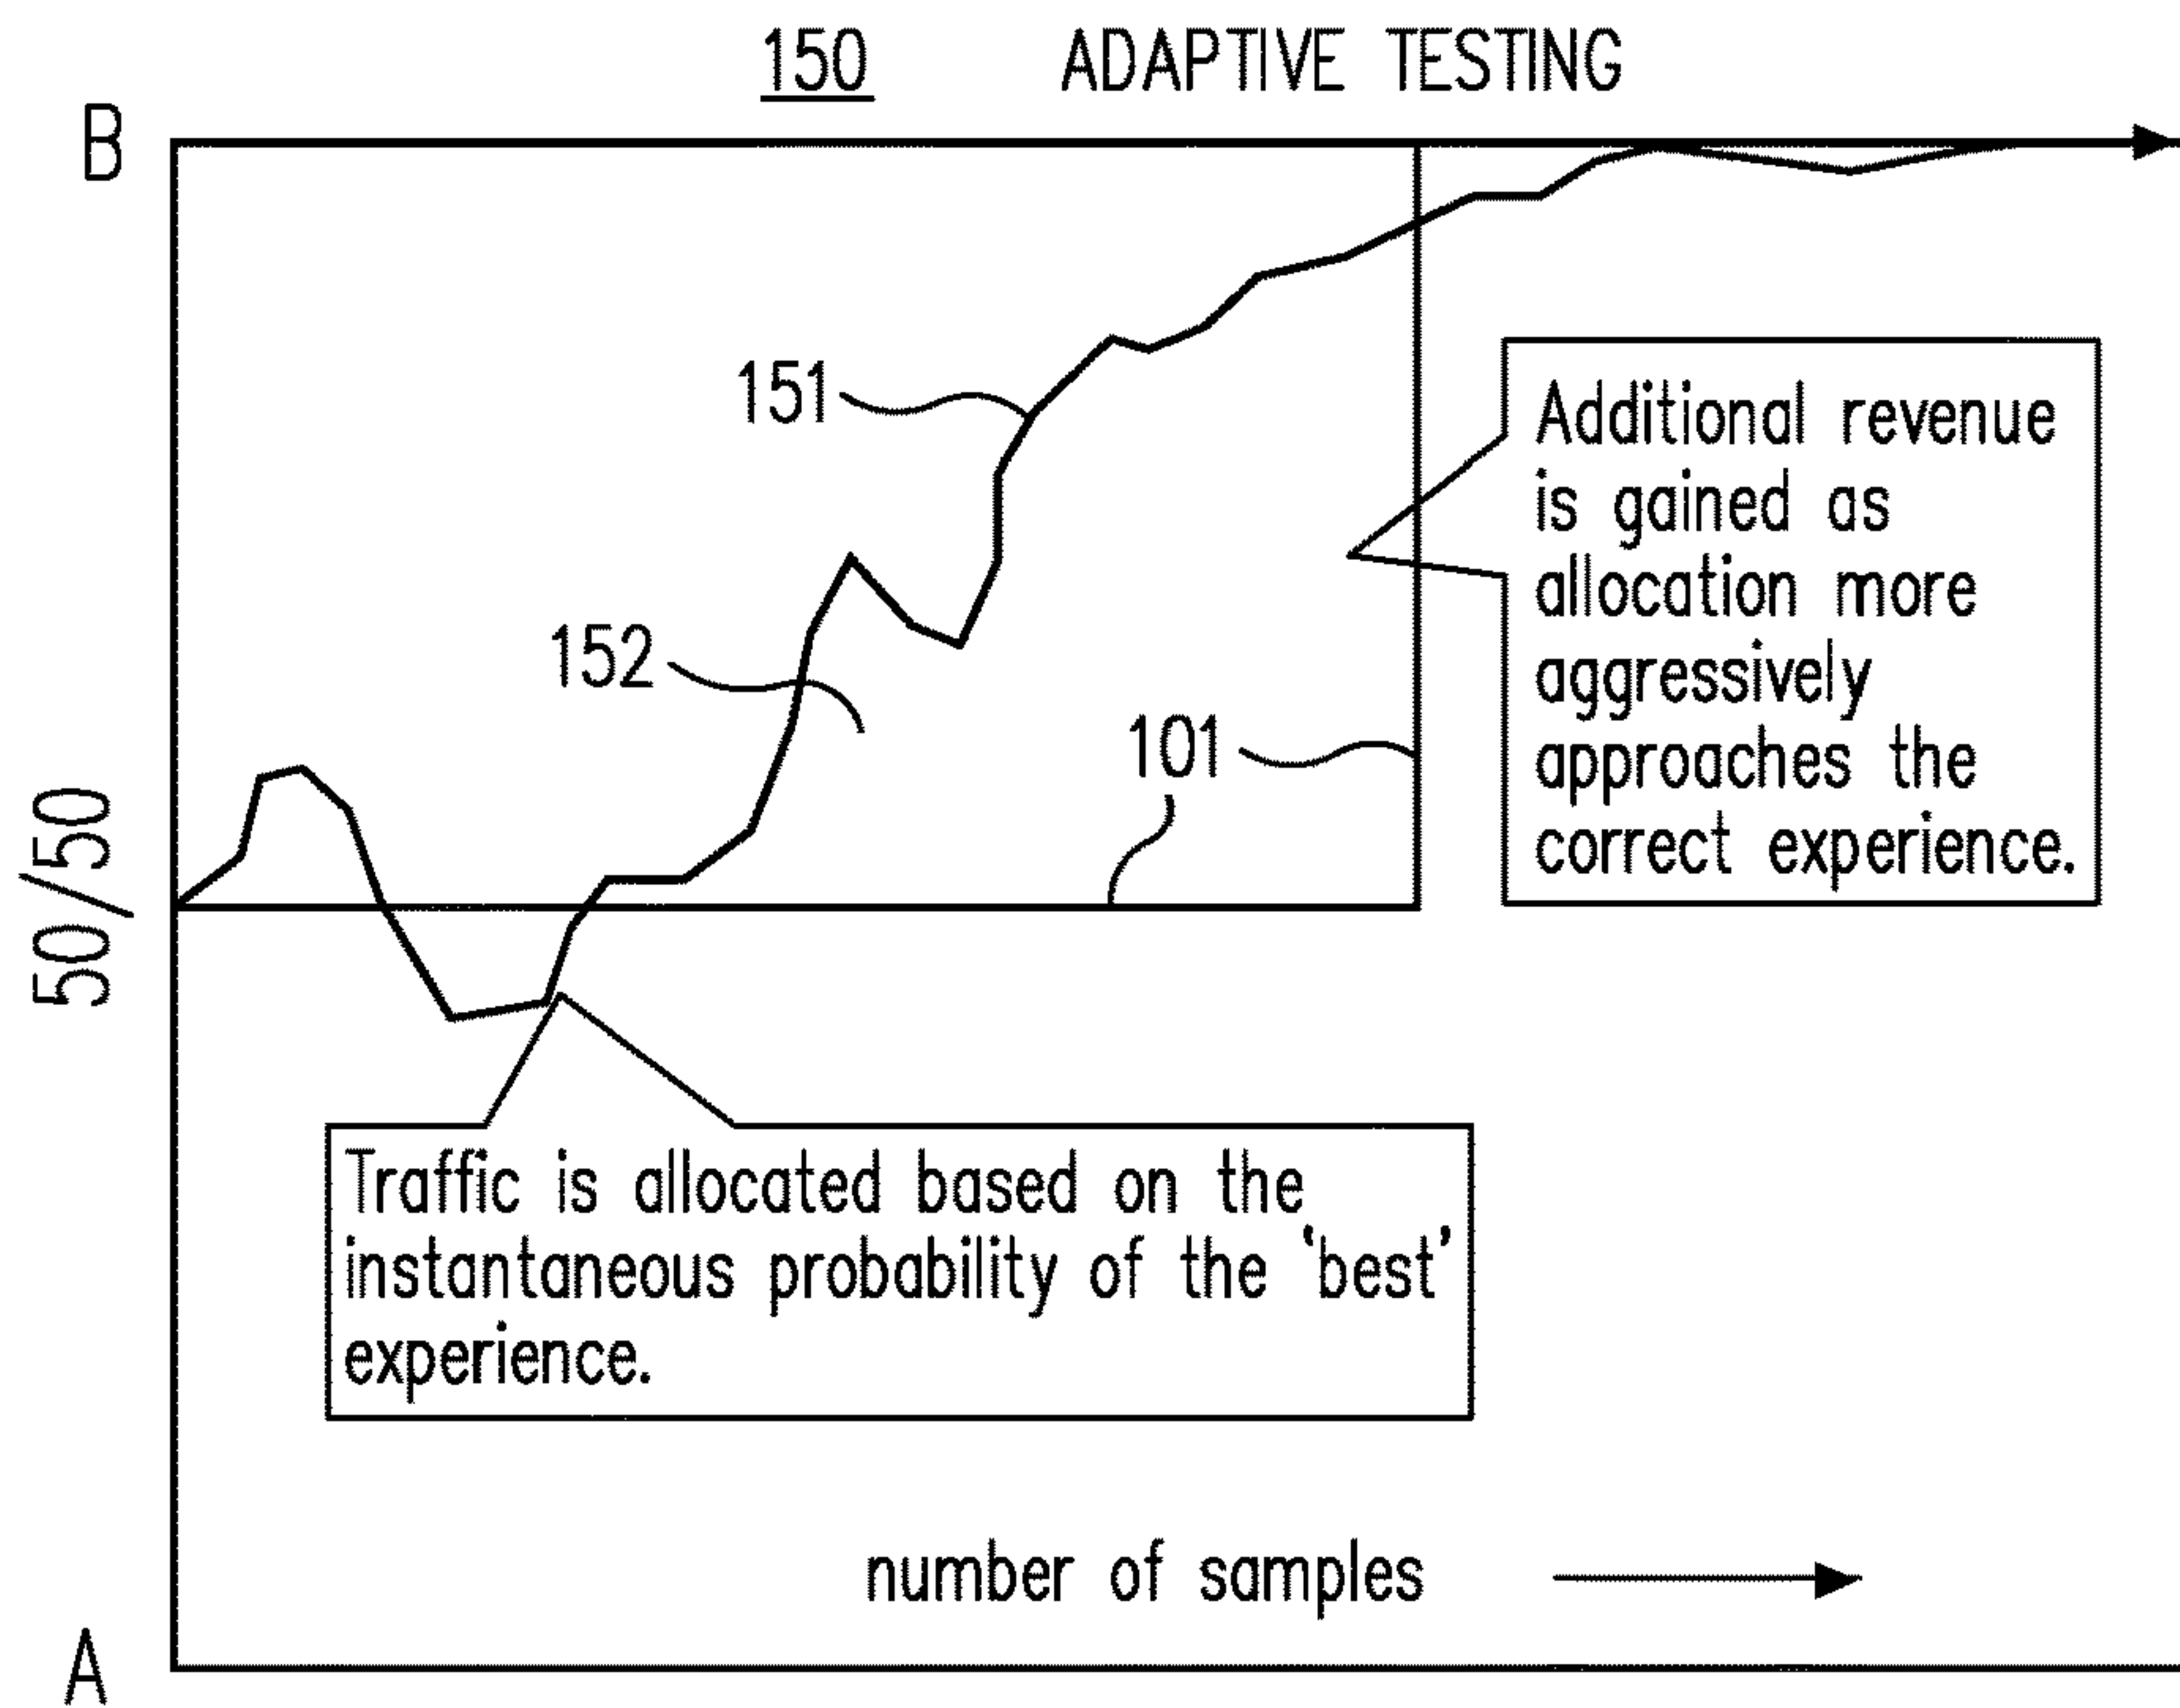 150 ADAPTIVE TESTING
B
151
Additional revenue
is gained as
allocation more
aggressively
approaches the
correct experience.
152
101
50/50
Traffic is allocated based on the
instantaneous probability of the 'best'
experience.
number of samples
A